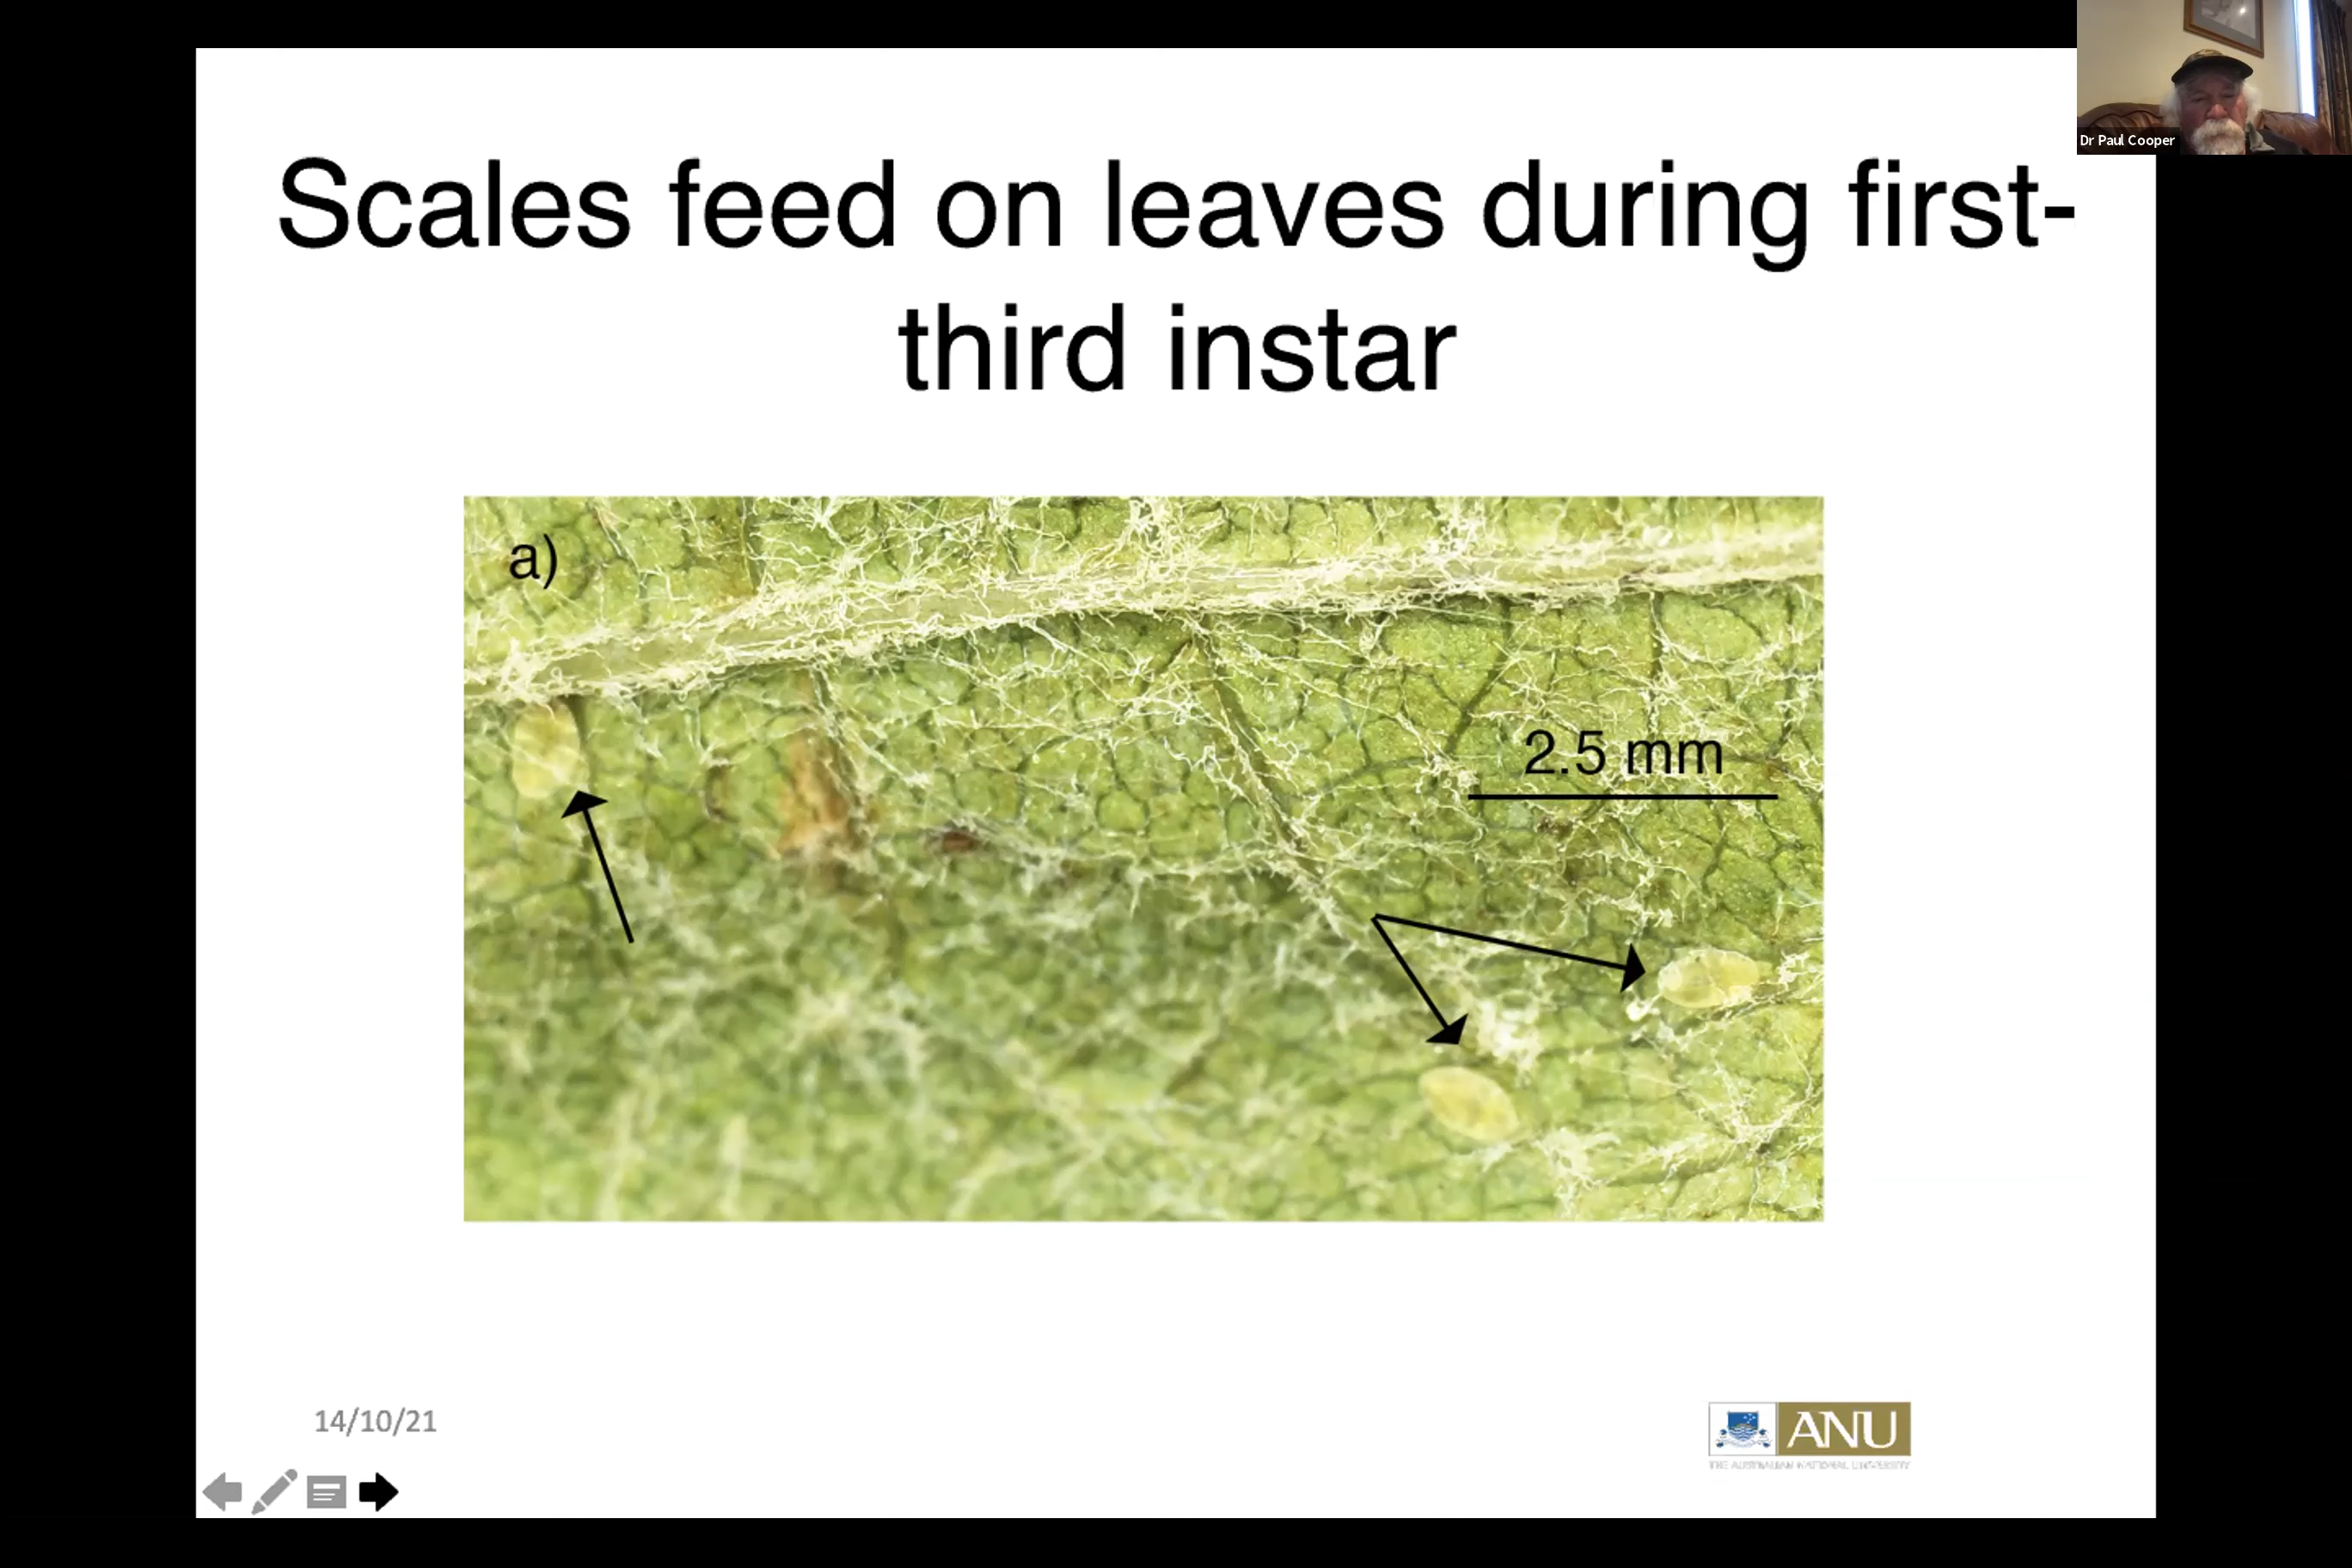 Dr Paul Cooper
Scales feed on leaves during first-
third instar
a)
2.5 mm
14/10/21
ANU
THE AUSTRALIAN NATIONAL UNIVERSITY